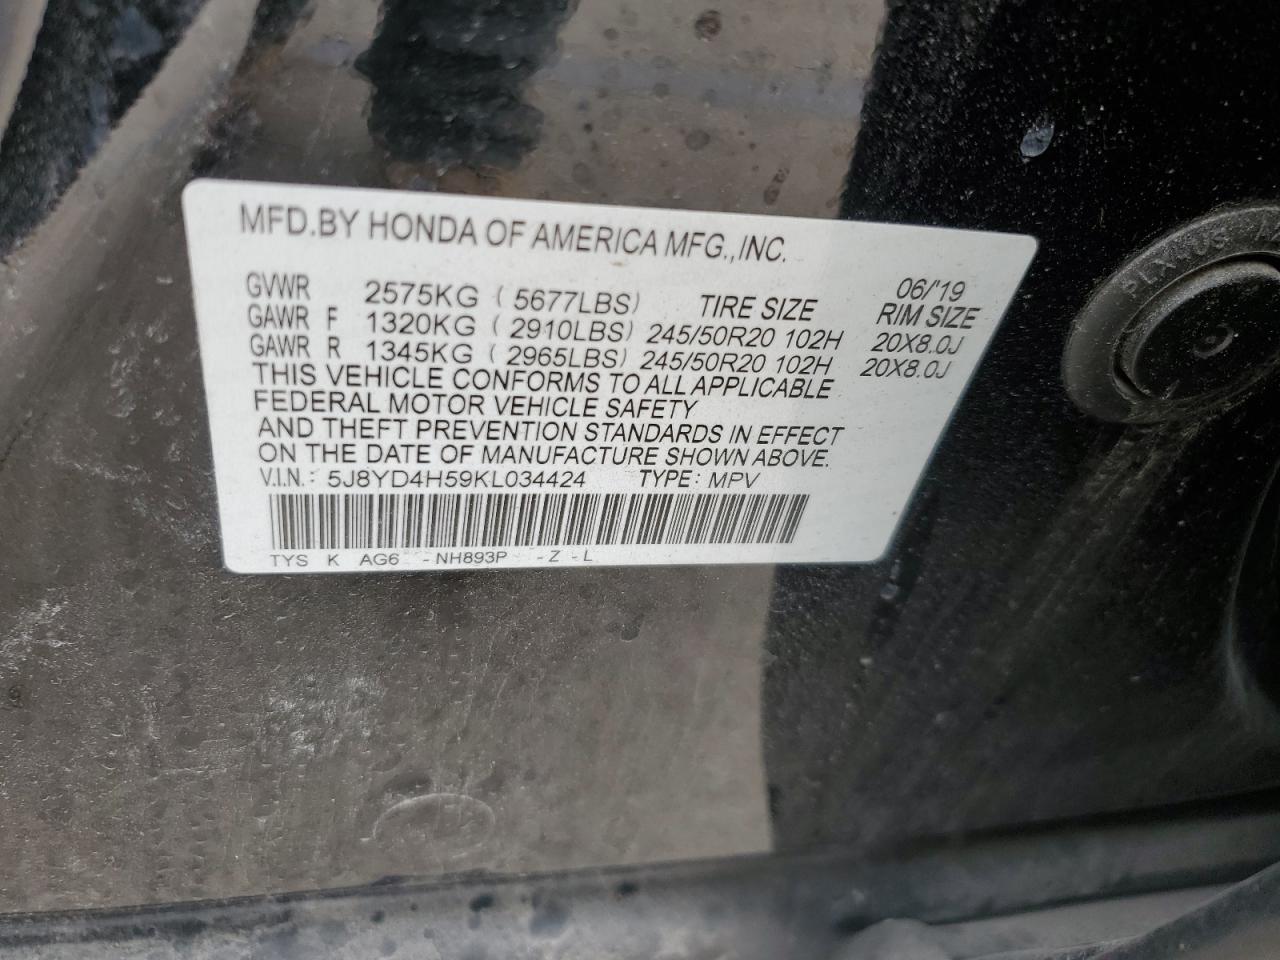 MFD.BY HONDA OF AMERICA MFG.,INC.
06/'19
GVWR 2575KG ( 5677LBS) TIRE SIZE RIM SIZE
GAWR F 1320KG ( 2910LBS) 245/50R20 102H 20X8.0J
GAWR R 1345KG ( 2965LBS) 245/50R20 102H 20X8.0J
THIS VEHICLE CONFORMS TO ALL APPLICABLE
FEDERAL MOTOR VEHICLE SAFETY
AND THEFT PREVENTION STANDARDS IN EFFECT
ON THE DATE OF MANUFACTURE SHOWN ABOVE.
V.I.N.: 5J8YD4H59KL034424 TYPE: MPV
TYS K AG6 -NH893P -Z -L